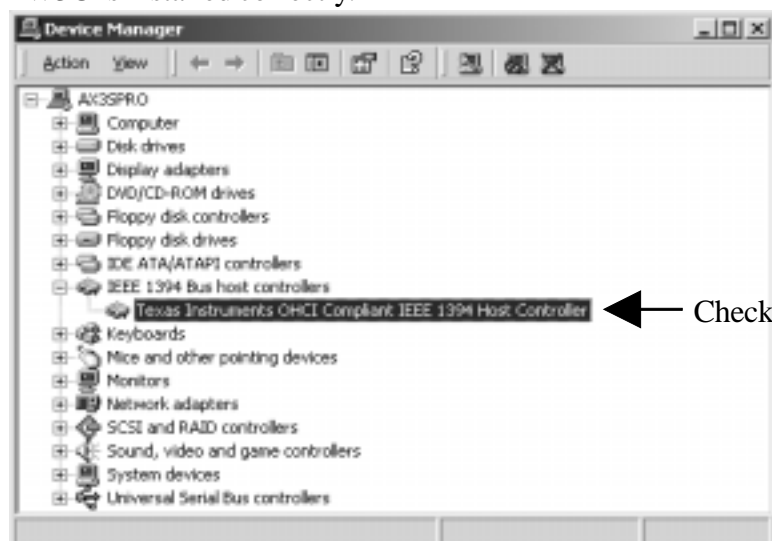 Device Manager
Action View
AX3SPRO
Computer
Disk drives
Display adapters
DVD/CD-ROM drives
Floppy disk controllers
Floppy disk drives
IDE ATA/ATAPI controllers
IEEE 1394 Bus host controllers
Texas Instruments OHCI Compliant IEEE 1394 Host Controller
Check
Keyboards
Mice and other pointing devices
Monitors
Network adapters
SCSI and RAID controllers
Sound, video and game controllers
System devices
Universal Serial Bus controllers